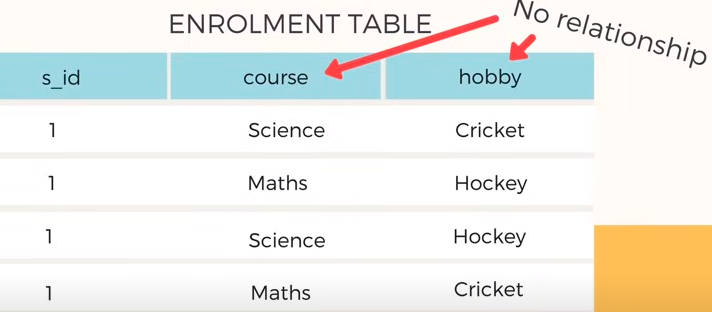 ENROLMENT TABLE
No relationship
s_id course hobby
1 Science Cricket
1 Maths Hockey
1 Science Hockey
1 Maths Cricket